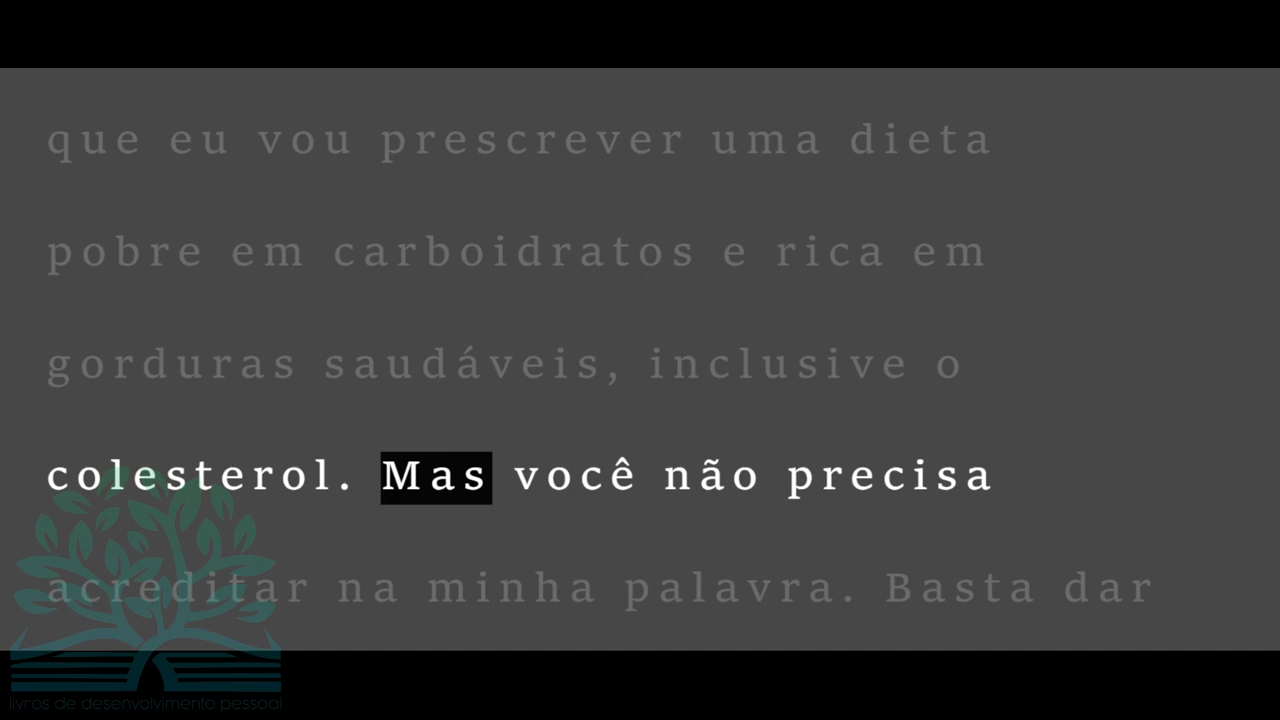 que eu vou prescrever uma dieta
pobre em carboidratos e rica em
gorduras saudáveis, inclusive o
colesterol. Mas você não precisa
acreditar na minha palavra. Basta dar
livros de desenvolvimento pessoal